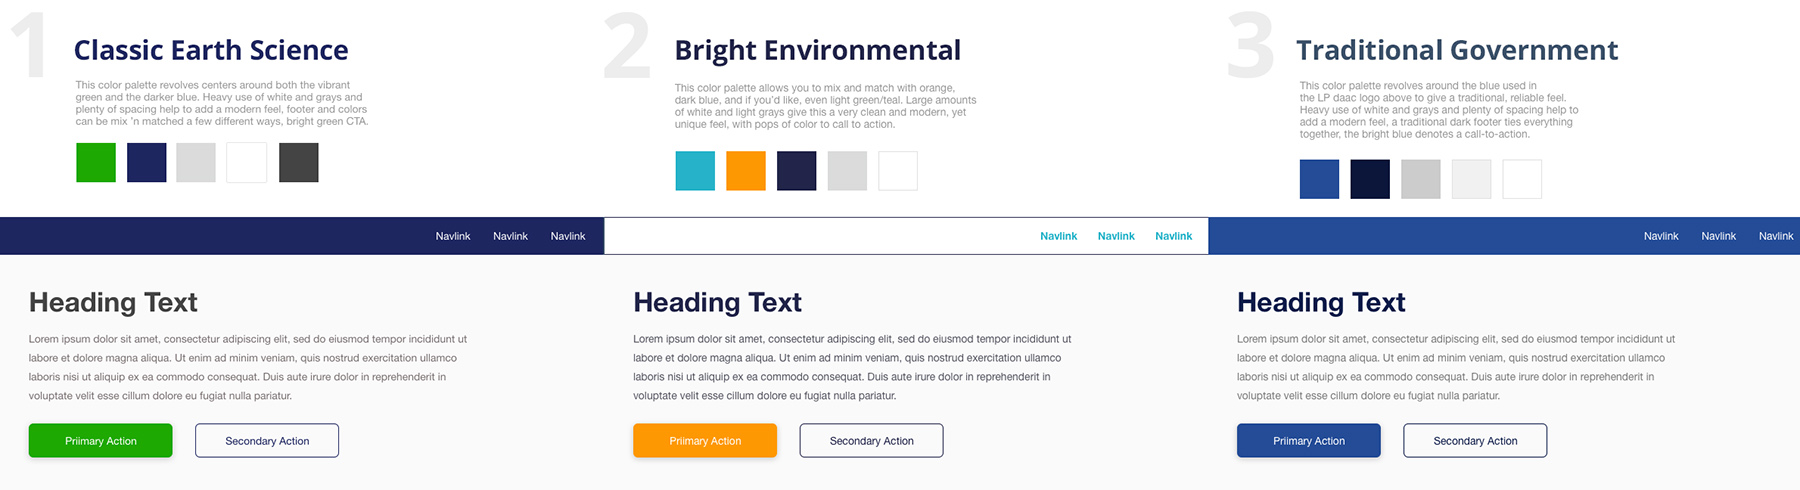 1
Classic Earth Science
This color palette revolves centers around both the vibrant
green and the darker blue. Heavy use of white and grays and
plenty of spacing help to add a modern feel, footer and colors
can be mix 'n matched a few different ways, bright green CTA.
2
Bright Environmental
This color palette allows you to mix and match with orange,
dark blue, and if you'd like, even light green/teal. Large amounts
of white and light grays give this a very clean and modern, yet
unique feel, with pops of color to call to action.
3
Traditional Government
This color palette revolves around the blue used in
the LP daac logo above to give a traditional, reliable feel.
Heavy use of white and grays and plenty of spacing help to
add a modern feel, a traditional dark footer ties everything
together, the bright blue denotes a call-to-action.
Navlink Navlink Navlink
Heading Text
Lorem ipsum dolor sit amet, consectetur adipiscing elit, sed do eiusmod tempor incididunt ut
labore et dolore magna aliqua. Ut enim ad minim veniam, quis nostrud exercitation ullamco
laboris nisi ut aliquip ex ea commodo consequat. Duis aute irure dolor in reprehenderit in
voluptate velit esse cillum dolore eu fugiat nulla pariatur.
Priimary Action Secondary Action
Navlink Navlink Navlink
Heading Text
Lorem ipsum dolor sit amet, consectetur adipiscing elit, sed do eiusmod tempor incididunt ut
labore et dolore magna aliqua. Ut enim ad minim veniam, quis nostrud exercitation ullamco
laboris nisi ut aliquip ex ea commodo consequat. Duis aute irure dolor in reprehenderit in
voluptate velit esse cillum dolore eu fugiat nulla pariatur.
Priimary Action Secondary Action
Navlink Navlink Navlink
Heading Text
Lorem ipsum dolor sit amet, consectetur adipiscing elit, sed do eiusmod tempor incididunt ut
labore et dolore magna aliqua. Ut enim ad minim veniam, quis nostrud exercitation ullamco
laboris nisi ut aliquip ex ea commodo consequat. Duis aute irure dolor in reprehenderit in
voluptate velit esse cillum dolore eu fugiat nulla pariatur.
Priimary Action Secondary Action